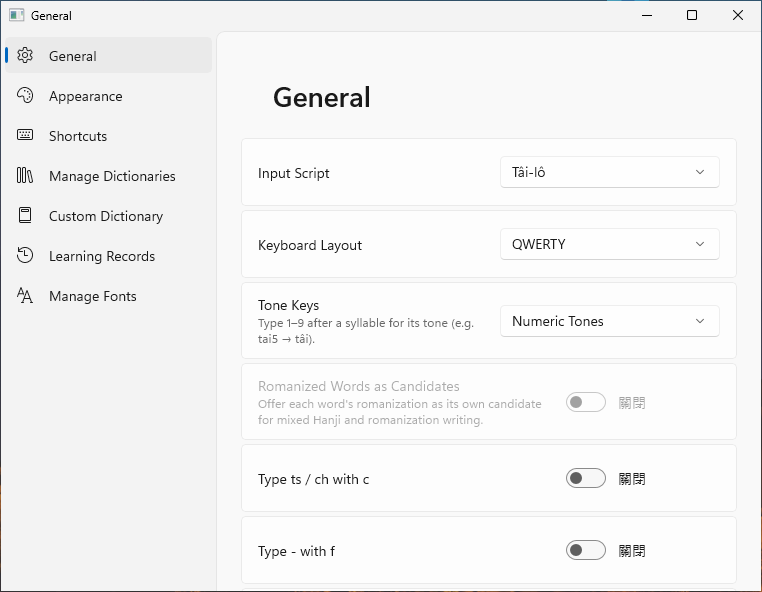 General
General
Appearance
Shortcuts
Manage Dictionaries
Custom Dictionary
Learning Records
Manage Fonts
General
Input Script
Tâi-lô
Keyboard Layout
QWERTY
Tone Keys
Type 1–9 after a syllable for its tone (e.g.
tai5 → tâi).
Numeric Tones
Romanized Words as Candidates
Offer each word's romanization as its own candidate
for mixed Hanji and romanization writing.
關閉
Type ts / ch with c
關閉
Type - with f
關閉